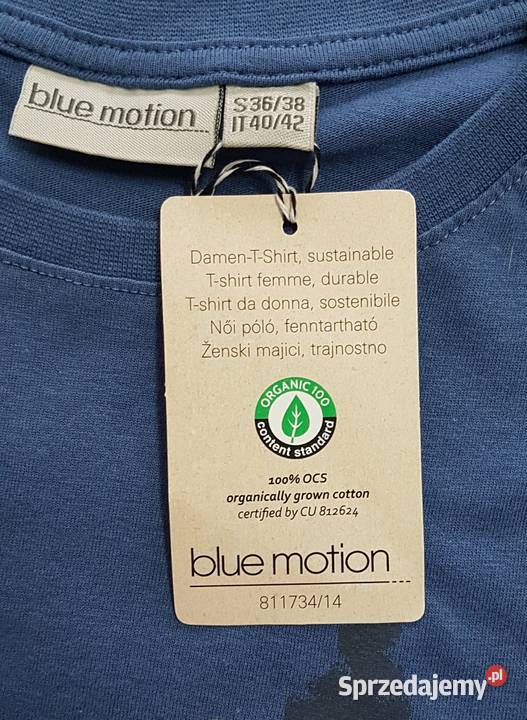 blue motion
S36/38
IT40/42
Damen-T-Shirt, sustainable
T-shirt femme, durable
T-shirt da donna, sostenibile
Női póló, fenntartható
Ženski majici, trajnostno
ORGANIC 100
content standard
100% OCS
organically grown cotton
certified by CU 812624
blue motion
811734/14
Sprzedajemy.pl